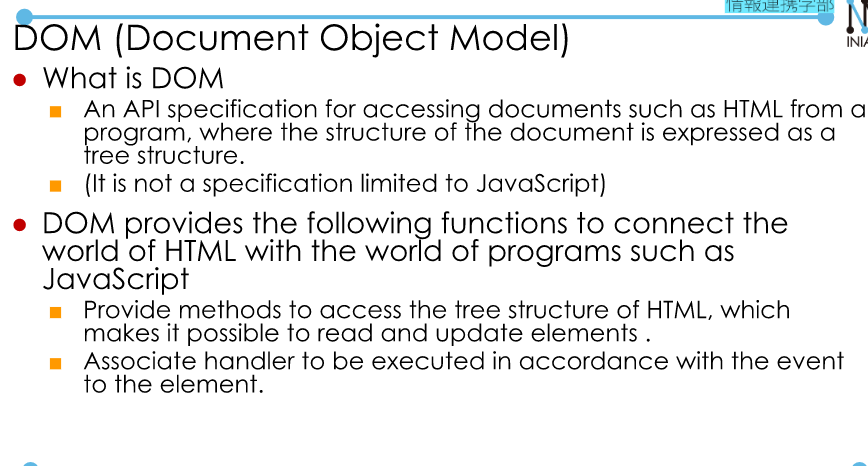 情報連携学部
INIA
DOM (Document Object Model)
● What is DOM
■ An API specification for accessing documents such as HTML from a
program, where the structure of the document is expressed as a
tree structure.
■ (It is not a specification limited to JavaScript)
● DOM provides the following functions to connect the
world of HTML with the world of programs such as
JavaScript
■ Provide methods to access the tree structure of HTML, which
makes it possible to read and update elements .
■ Associate handler to be executed in accordance with the event
to the element.